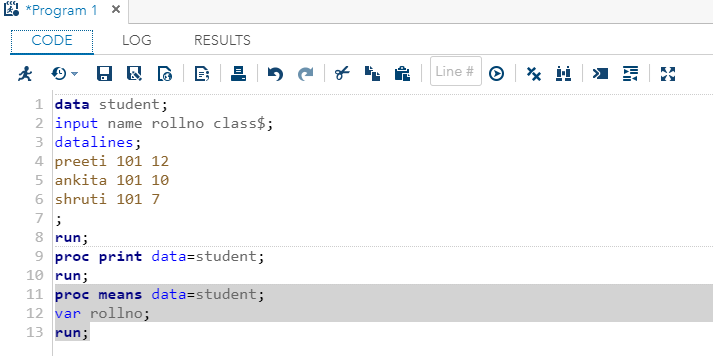 *Program 1 ×
CODE LOG RESULTS
Line #
1 data student;
2 input name rollno class$;
3 datalines;
4 preeti 101 12
5 ankita 101 10
6 shruti 101 7
7 ;
8 run;
9 proc print data=student;
10 run;
11 proc means data=student;
12 var rollno;
13 run;